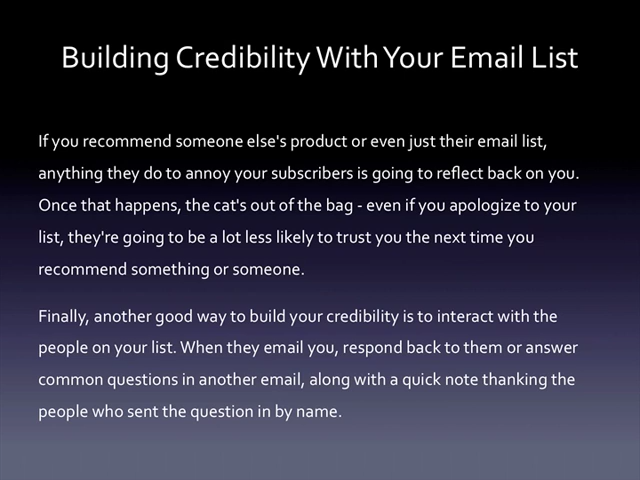 Building Credibility With Your Email List
If you recommend someone else's product or even just their email list,
anything they do to annoy your subscribers is going to reflect back on you.
Once that happens, the cat's out of the bag - even if you apologize to your
list, they're going to be a lot less likely to trust you the next time you
recommend something or someone.
Finally, another good way to build your credibility is to interact with the
people on your list. When they email you, respond back to them or answer
common questions in another email, along with a quick note thanking the
people who sent the question in by name.